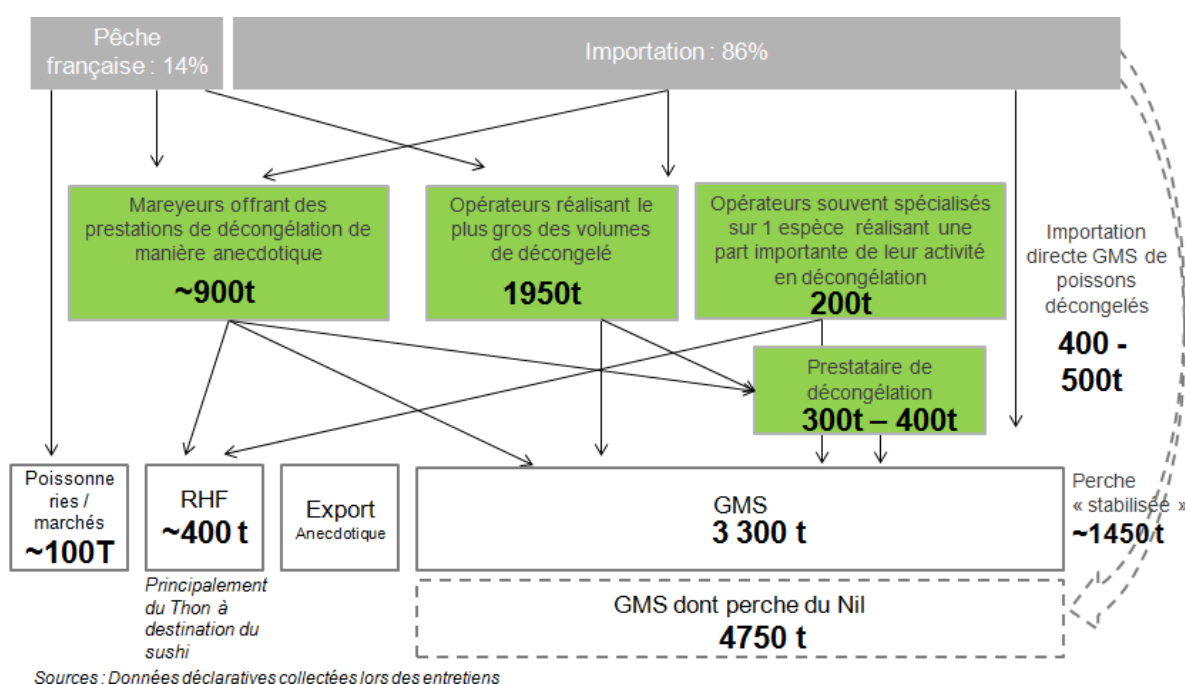 Pêche
française : 14%
Importation : 86%
Mareyeurs offrant des
prestations de décongélation de
manière anecdotique
~900t
Opérateurs réalisant le
plus gros des volumes
de décongelé
1950t
Opérateurs souvent spécialisés
sur 1 espèce réalisant une
part importante de leur activité
en décongélation
200t
Importation
directe GMS de
poissons
décongelés
400 -
500t
Prestataire de
décongélation
300t – 400t
Poissonne
ries /
marchés
~100T
RHF
~400 t
Export
Anecdotique
GMS
3 300 t
Perche
« stabilisée »
~1450t
Principalement
du Thon à
destination du
sushi
GMS dont perche du Nil
4750 t
Sources : Données déclaratives collectées lors des entretiens